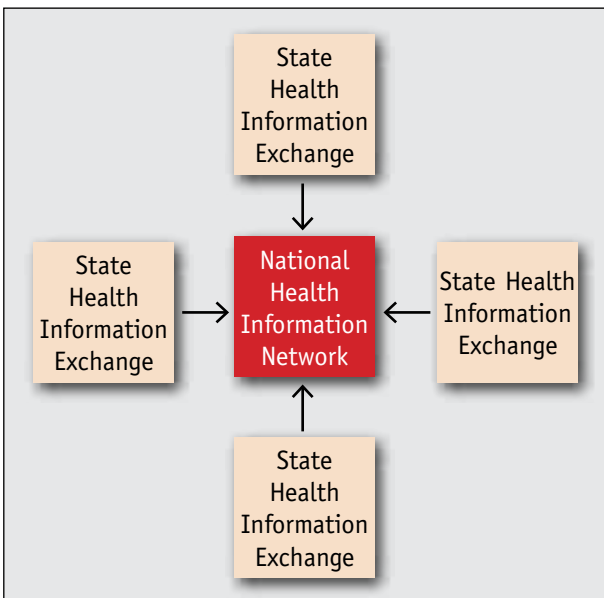 State
Health
Information
Exchange
State
Health
Information
Exchange
National
Health
Information
Network
State Health
Information
Exchange
State
Health
Information
Exchange